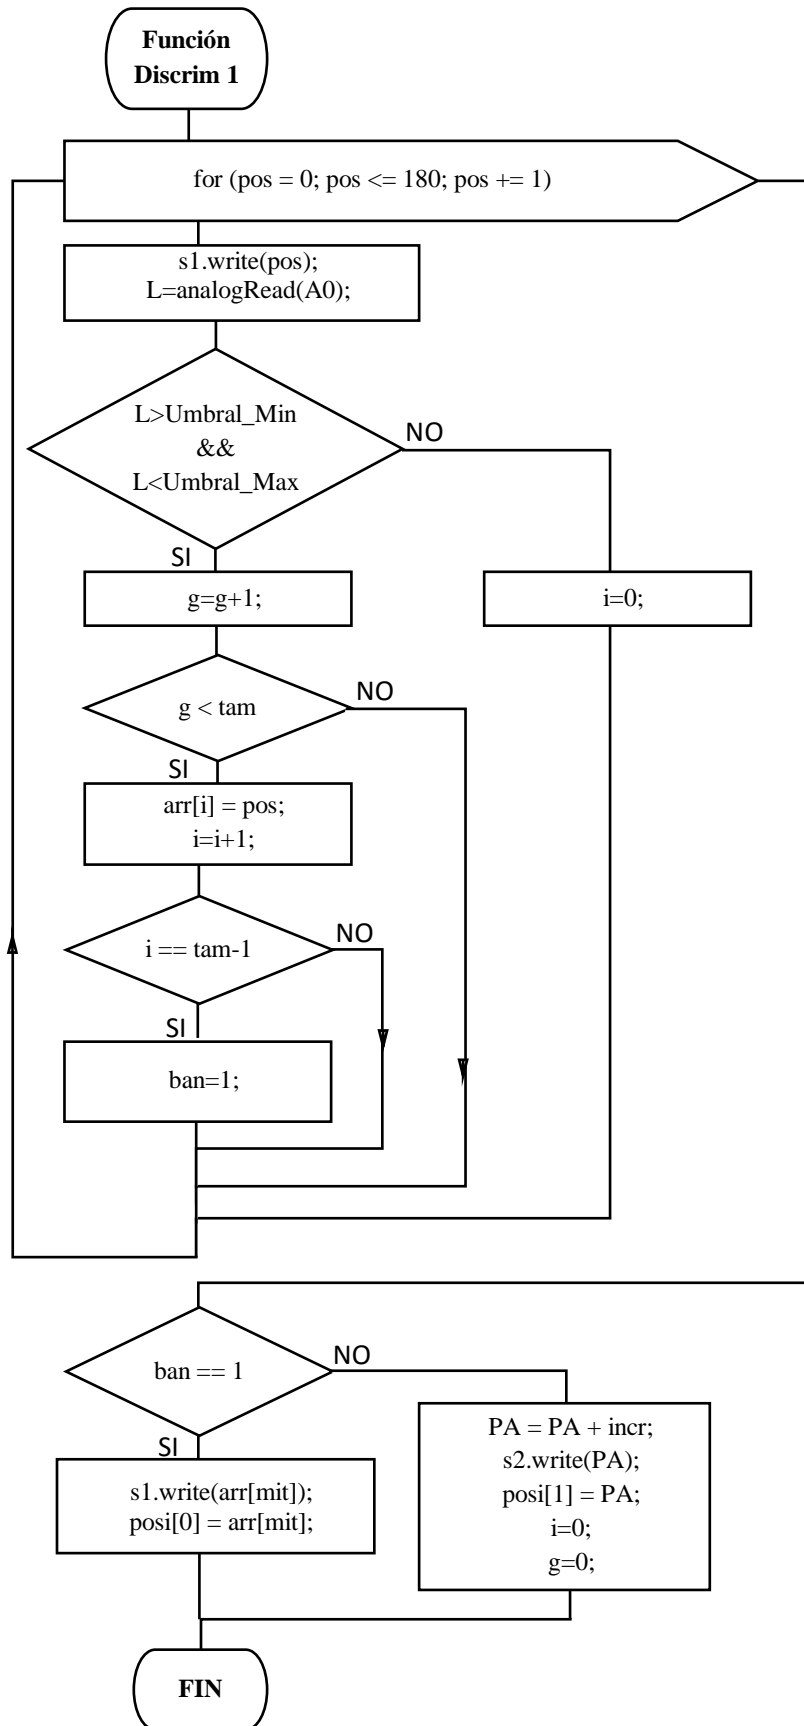 Función
Discrim 1
for (pos = 0; pos <= 180; pos += 1)
s1.write(pos);
L=analogRead(A0);
L>Umbral_Min
&&
L<Umbral_Max
NO
SI
g=g+1;
i=0;
g < tam
NO
SI
arr[i] = pos;
i=i+1;
i == tam-1
NO
SI
ban=1;
ban == 1
NO
SI
PA = PA + incr;
s2.write(PA);
posi[1] = PA;
i=0;
g=0;
s1.write(arr[mit]);
posi[0] = arr[mit];
FIN